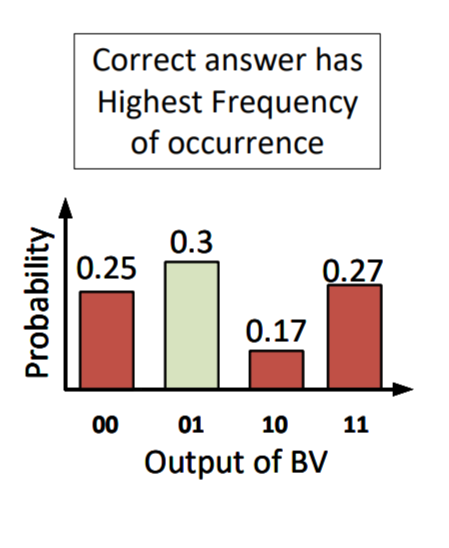 Correct answer has
Highest Frequency
of occurrence
Probability
0.25
0.3
0.17
0.27
00
01
10
11
Output of BV